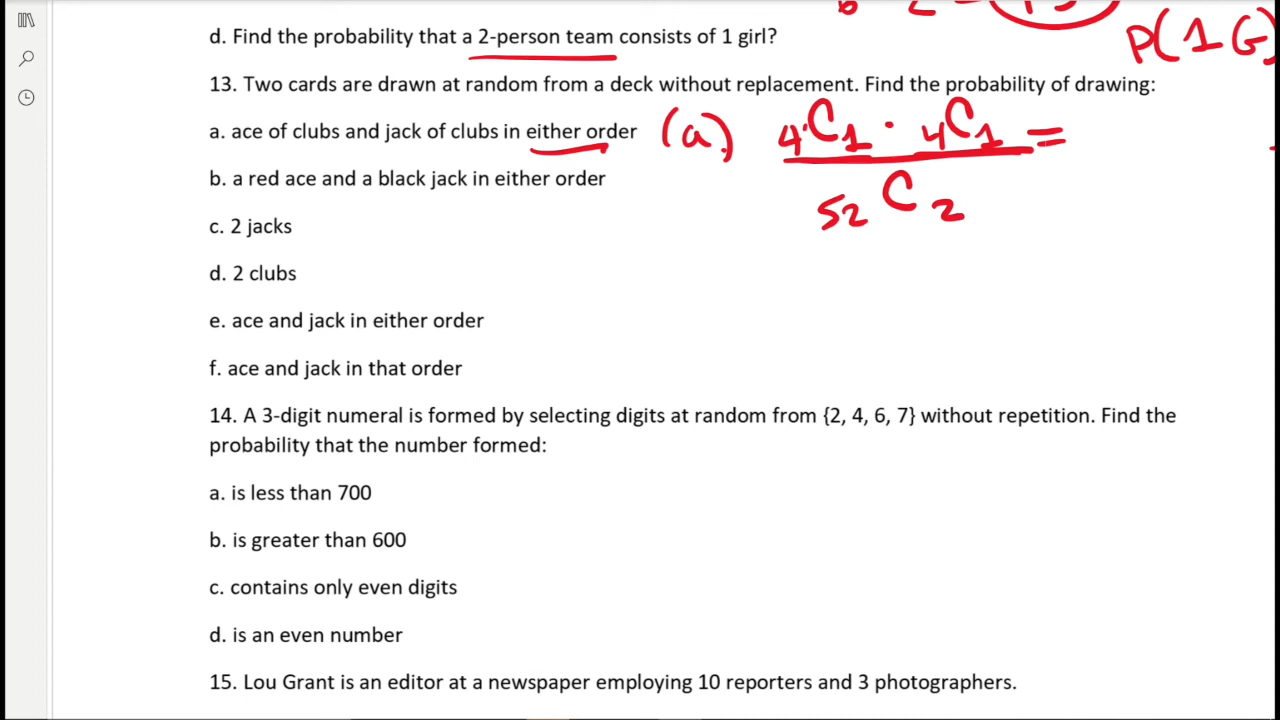 6 2
P(1 G)
d. Find the probability that a 2-person team consists of 1 girl?
13. Two cards are drawn at random from a deck without replacement. Find the probability of drawing:
a. ace of clubs and jack of clubs in either order (a) 4C1 · 4C1 =
52 C 2
b. a red ace and a black jack in either order
c. 2 jacks
d. 2 clubs
e. ace and jack in either order
f. ace and jack in that order
14. A 3-digit numeral is formed by selecting digits at random from {2, 4, 6, 7} without repetition. Find the
probability that the number formed:
a. is less than 700
b. is greater than 600
c. contains only even digits
d. is an even number
15. Lou Grant is an editor at a newspaper employing 10 reporters and 3 photographers.